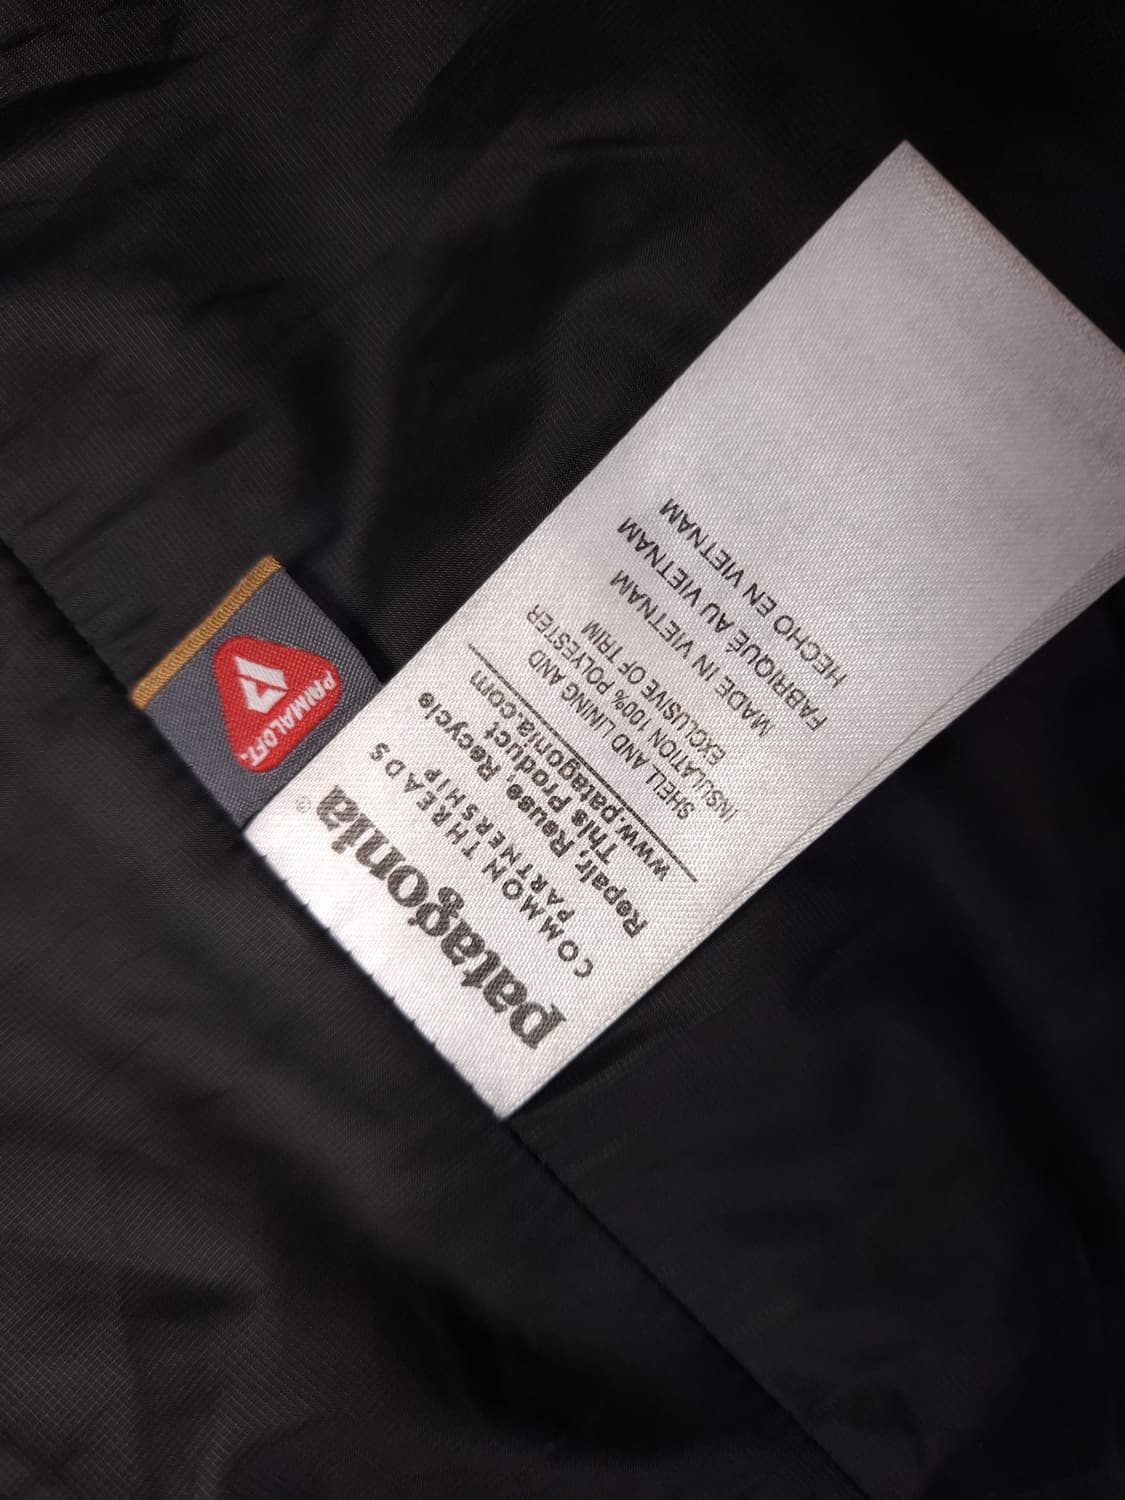 patagonia®
COMMON THREADS
PARTNERSHIP
Repair, Reuse, Recycle
This Product
www.patagonia.com
SHELL AND LINING AND
INSULATION 100% POLYESTER
EXCLUSIVE OF TRIM
MADE IN VIETNAM
FABRIQUÉ AU VIETNAM
HECHO EN VIETNAM
PRIMALOFT